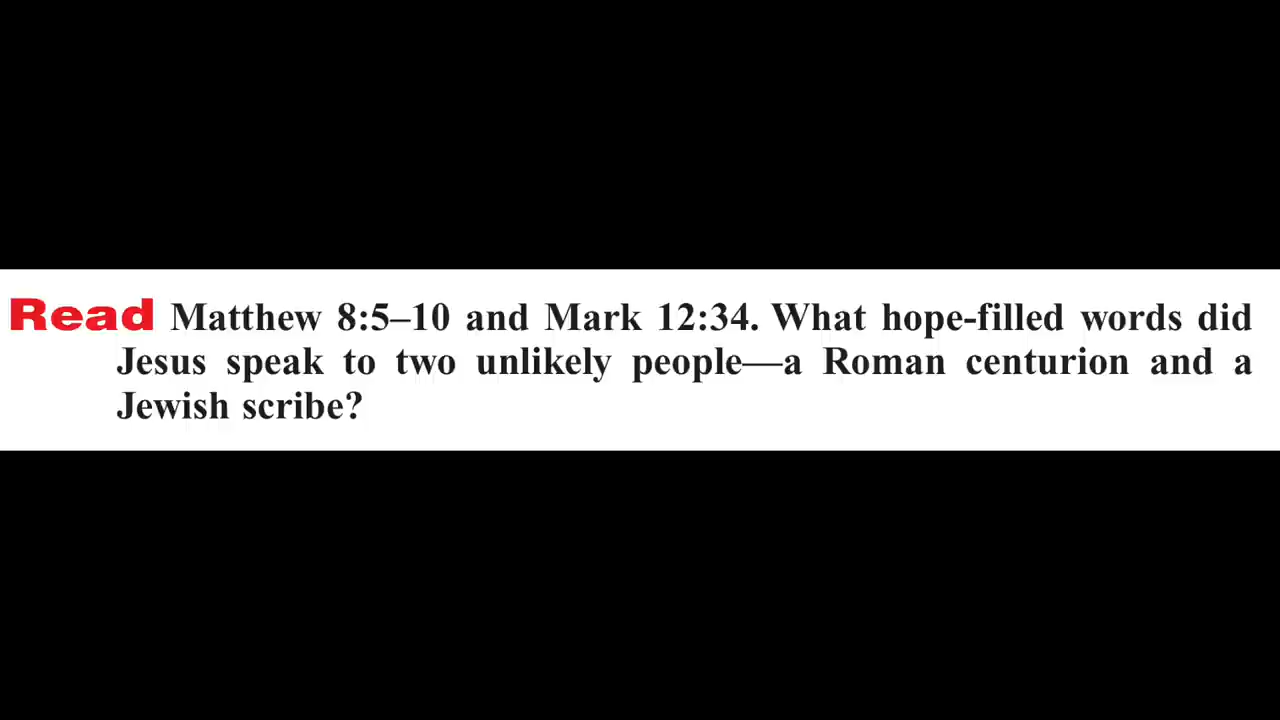 Read Matthew 8:5–10 and Mark 12:34. What hope-filled words did
Jesus speak to two unlikely people—a Roman centurion and a
Jewish scribe?